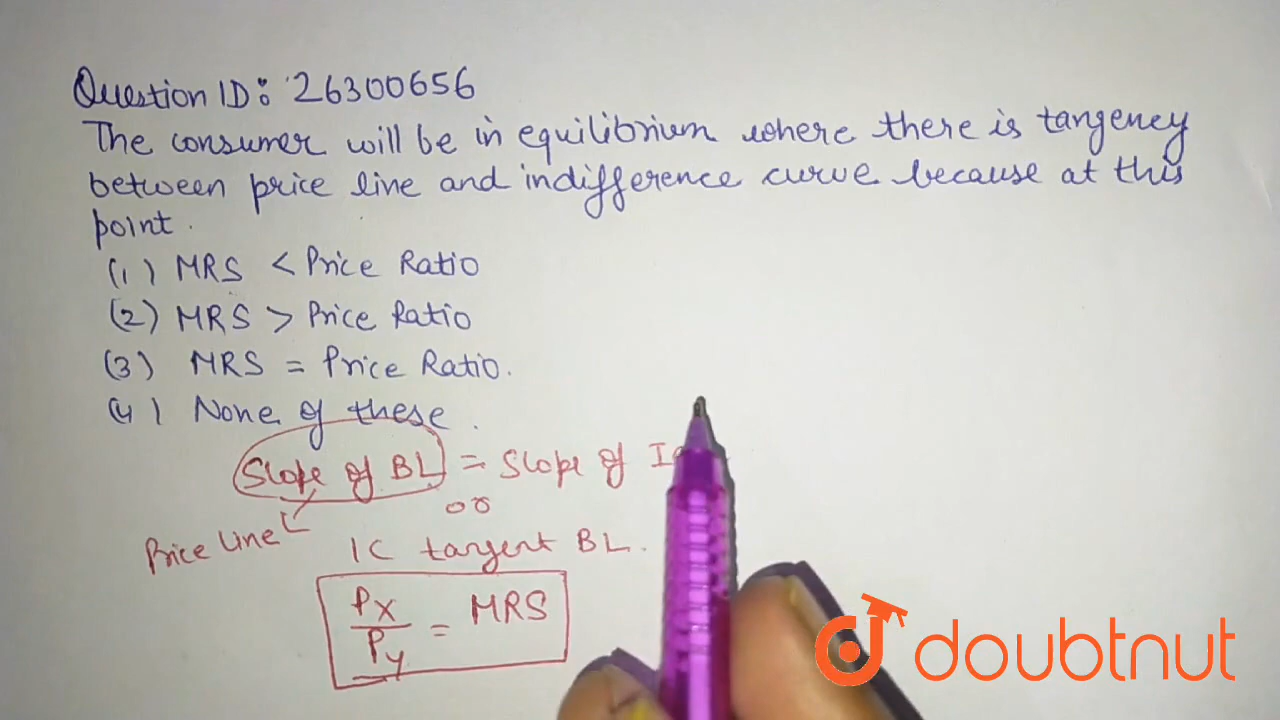 Question ID: 26300656
The consumer will be in equilibrium where there is tangency
between price line and indifference curve because at this
point.
(1) MRS < Price Ratio
(2) MRS > Price Ratio
(3) MRS = Price Ratio.
(4) None of these.
Slope of BL = Slope of
or
Price Line
IC tangent BL.
Px
Py
= MRS
doubtnut